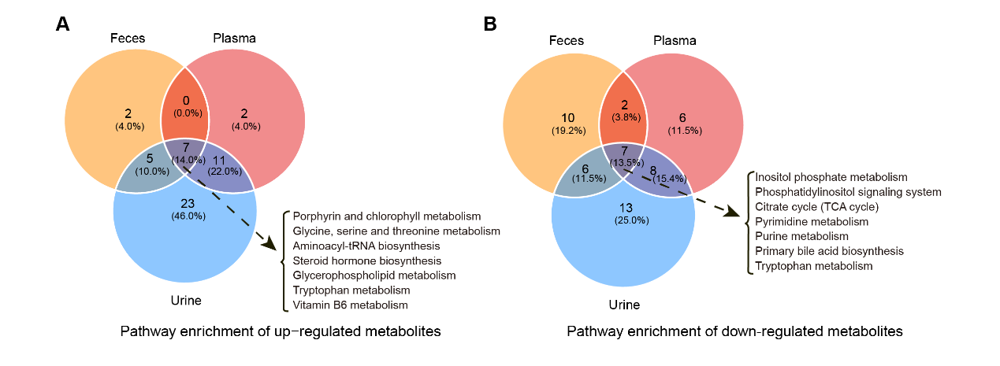 A
Feces
Plasma
0
(0.0%)
2
(4.0%)
2
(4.0%)
7
(14.0%)
5
(10.0%)
11
(22.0%)
23
(46.0%)
Porphyrin and chlorophyll metabolism
Glycine, serine and threonine metabolism
Aminoacyl-tRNA biosynthesis
Steroid hormone biosynthesis
Glycerophospholipid metabolism
Tryptophan metabolism
Vitamin B6 metabolism
Urine
Pathway enrichment of up−regulated metabolites
B
Feces
Plasma
2
(3.8%)
10
(19.2%)
6
(11.5%)
7
(13.5%)
6
(11.5%)
8
(15.4%)
13
(25.0%)
Inositol phosphate metabolism
Phosphatidylinositol signaling system
Citrate cycle (TCA cycle)
Pyrimidine metabolism
Purine metabolism
Primary bile acid biosynthesis
Tryptophan metabolism
Urine
Pathway enrichment of down-regulated metabolites